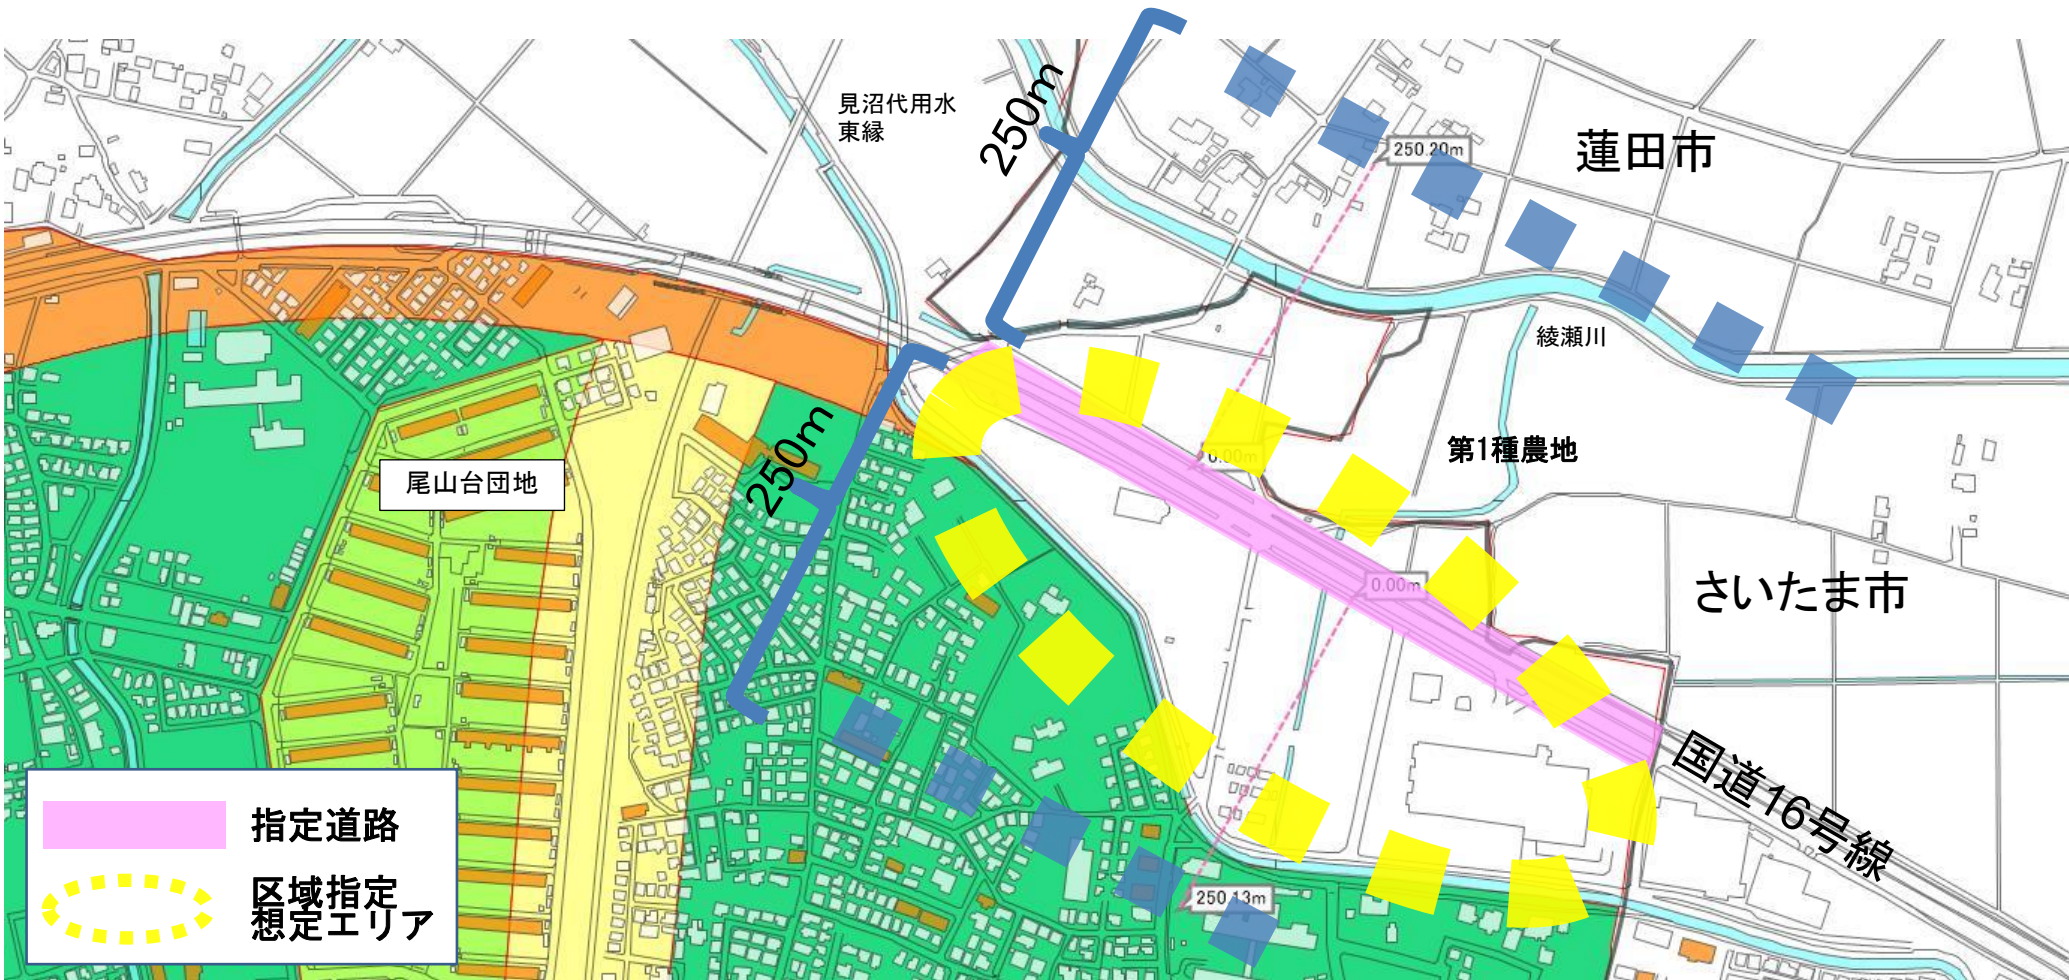 見沼代用水
東縁
250m
蓮田市
250.20m
綾瀬川
250m
第1種農地
0.00m
尾山台団地
0.00m
さいたま市
国道16号線
250.13m
指定道路
区域指定
想定エリア